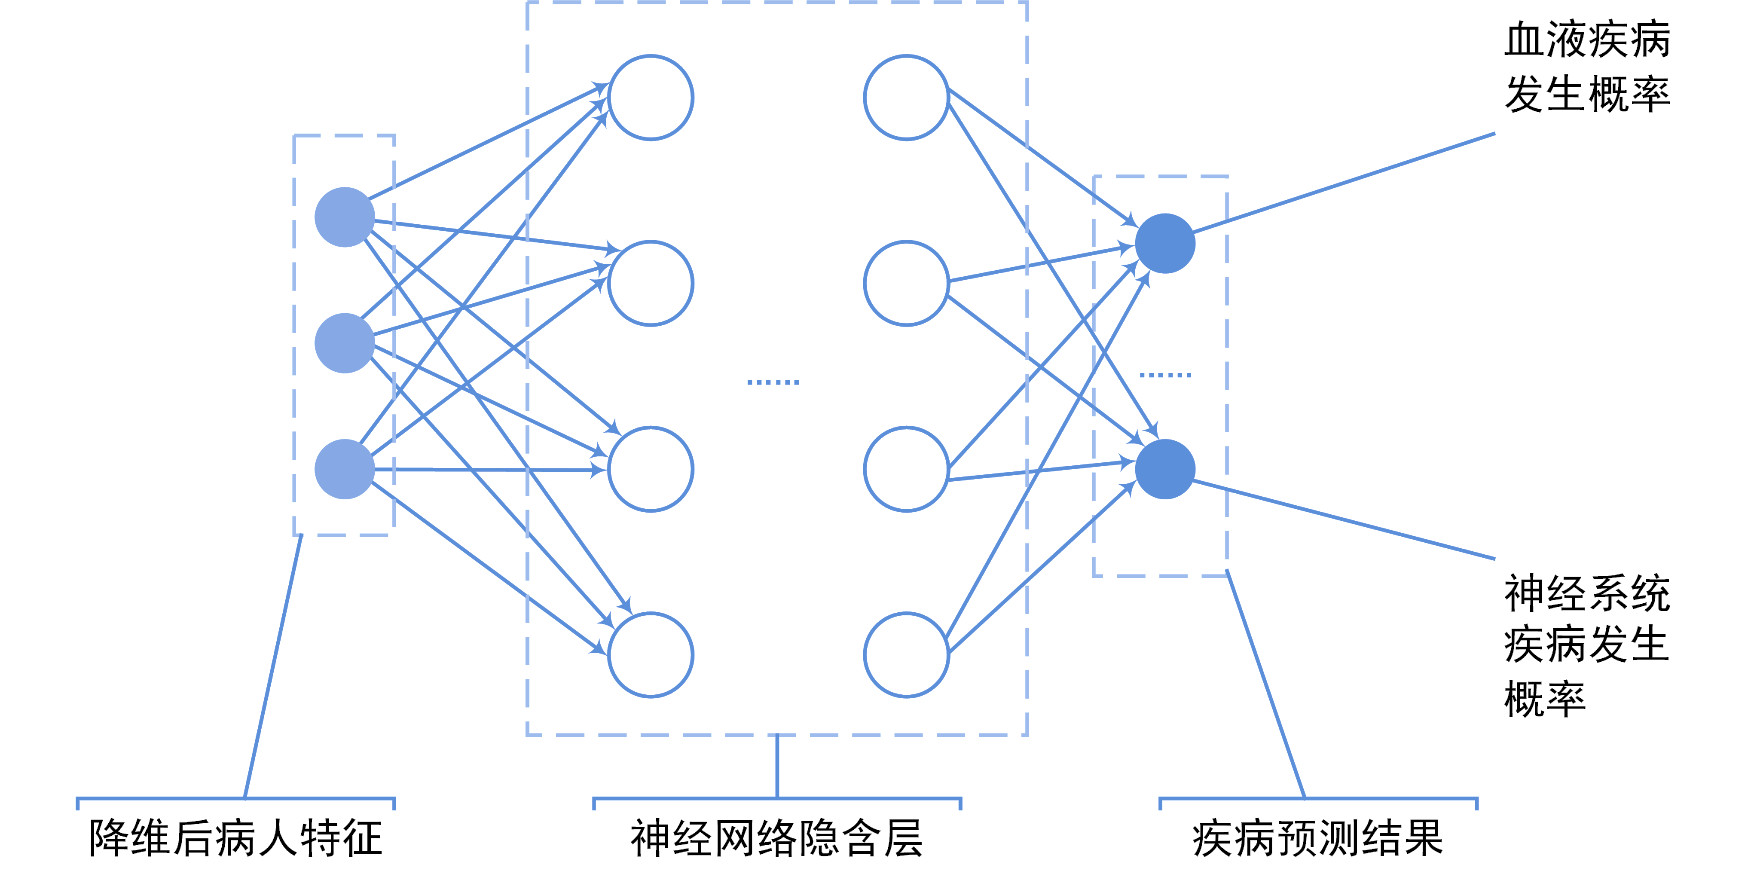 血液疾病
发生概率
……
……
神经系统
疾病发生
概率
降维后病人特征
神经网络隐含层
疾病预测结果